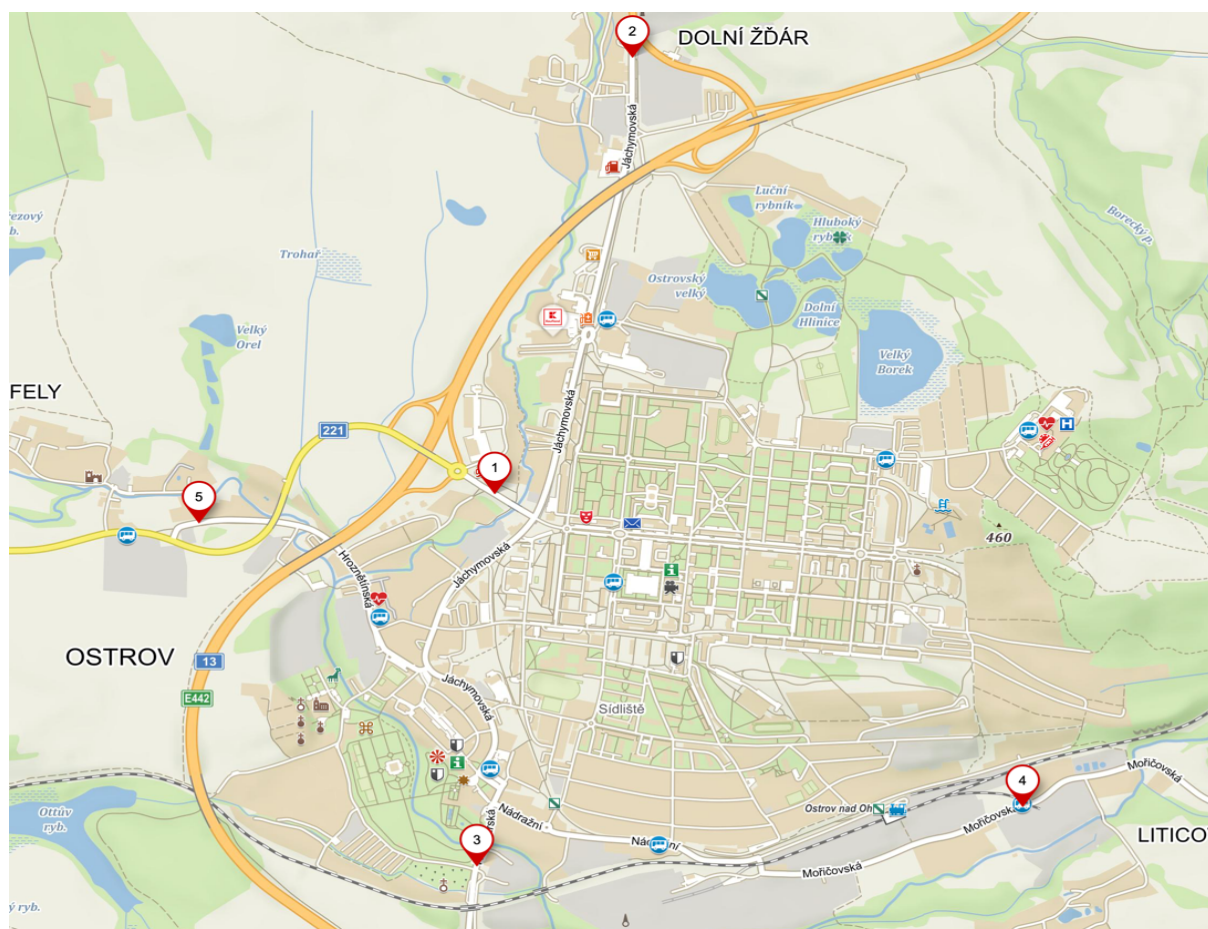 2
DOLNÍ ŽĎÁR
Jáchymovská
Luční
rybník
Hluboký
rybník
Borecký p.
Trohař
Ostrovský
velký
Dolní
Hlinice
Velký
Orel
Velký
Borek
FELY
221
Jáchymovská
1
5
460
Jáchymovská
Hroznětínská
OSTROV
13
E442
Jáchymovská
Sídliště
Mořičovská
4
Ottův
ryb.
Ostrov nad Oh
Mořičovská
Nádražní
3
LITICO
Mořičovská
ý ryb.